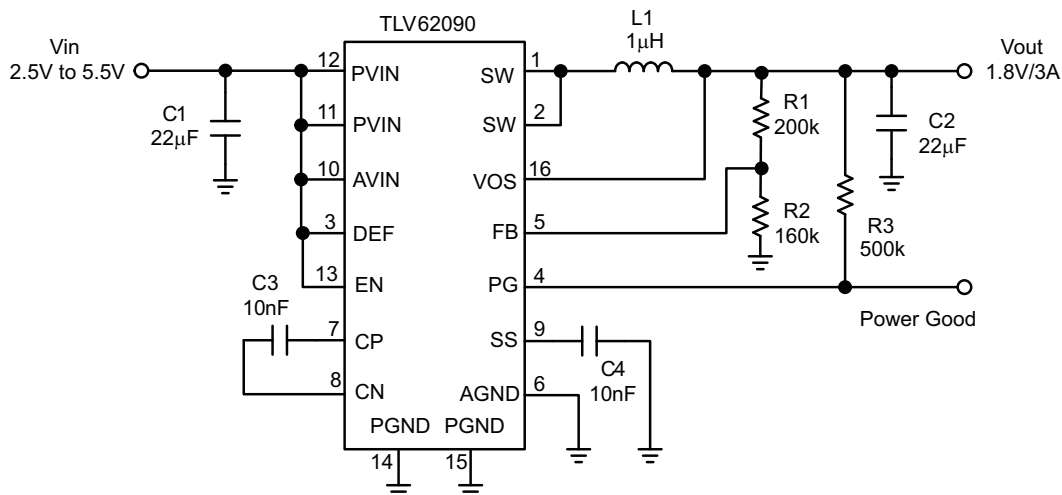 TLV62090
L1
1μH
Vin
2.5V to 5.5V
Vout
1.8V/3A
12
PVIN
SW
1
C1
22μF
11
PVIN
SW
2
R1
200k
C2
22μF
10
AVIN
VOS
16
3
DEF
FB
5
R2
160k
R3
500k
13
EN
PG
4
Power Good
C3
10nF
7
CP
SS
9
C4
10nF
8
CN
AGND
6
PGND
PGND
14
15